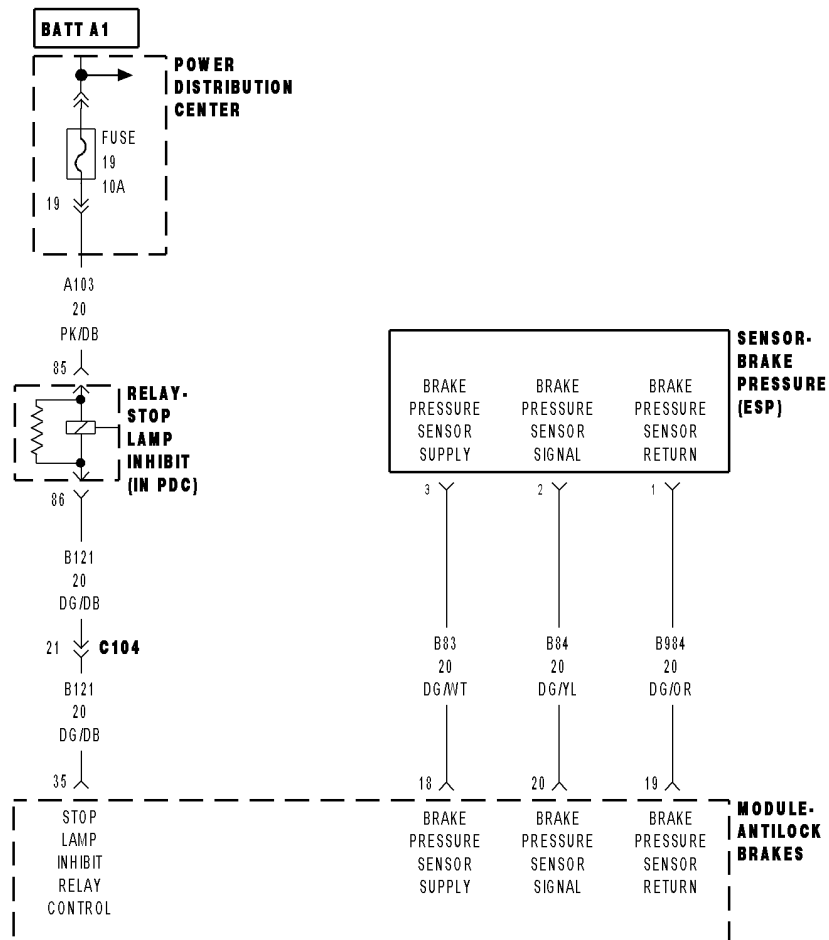 BATT A1
POWER
DISTRIBUTION
CENTER
FUSE
19
10A
19
A103
20
PK/DB
85
RELAY-
STOP
LAMP
INHIBIT
(IN PDC)
86
B121
20
DG/DB
21
C104
B121
20
DG/DB
35
SENSOR-
BRAKE
PRESSURE
(ESP)
BRAKE
PRESSURE
SENSOR
SUPPLY
BRAKE
PRESSURE
SENSOR
SIGNAL
BRAKE
PRESSURE
SENSOR
RETURN
3
2
1
B83
20
DG/WT
B84
20
DG/YL
B984
20
DG/OR
18
20
19
MODULE-
ANTILOCK
BRAKES
STOP
LAMP
INHIBIT
RELAY
CONTROL
BRAKE
PRESSURE
SENSOR
SUPPLY
BRAKE
PRESSURE
SENSOR
SIGNAL
BRAKE
PRESSURE
SENSOR
RETURN